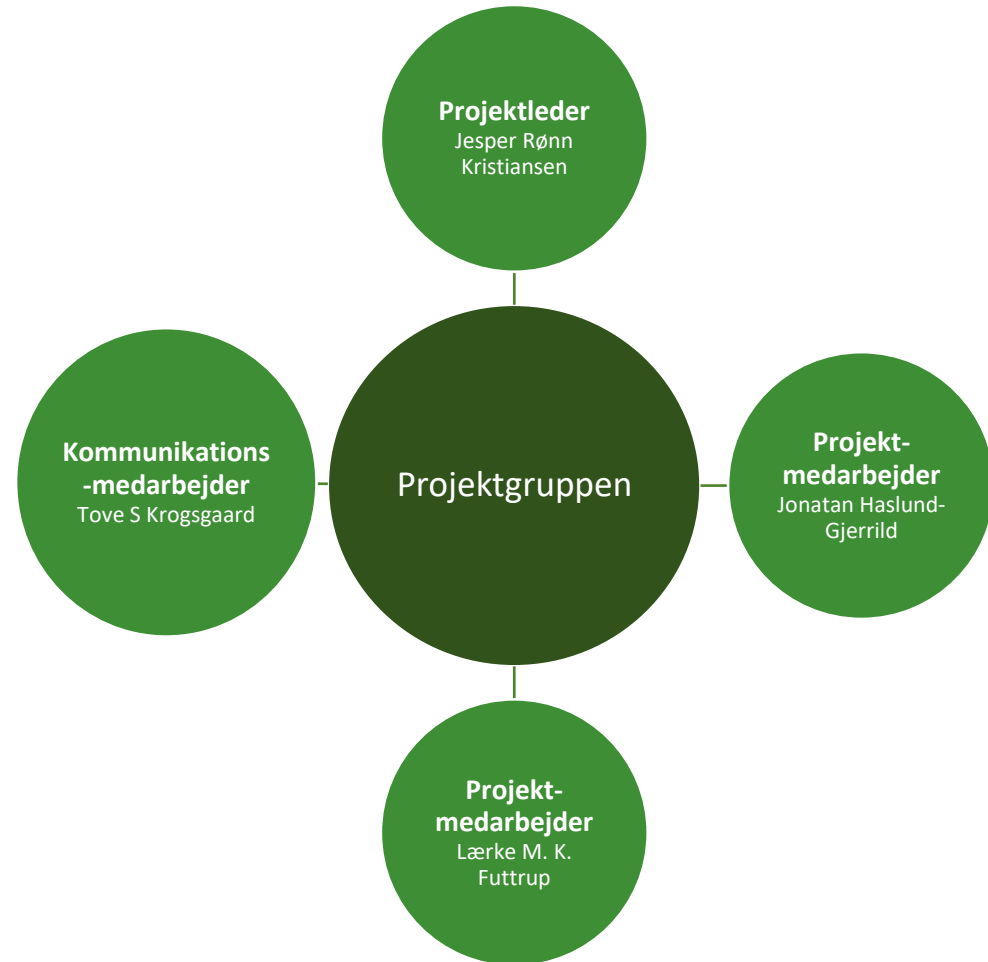 Projektleder
Jesper Rønn
Kristiansen
Kommunikations
-medarbejder
Tove S Krogsgaard
Projektgruppen
Projekt-
medarbejder
Jonatan Haslund-
Gjerrild
Projekt-
medarbejder
Lærke M. K.
Futtrup